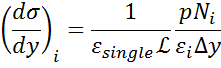 (dσ/dy)_i = 1/(ε_single ℒ) pN_i/(ε_i Δy)